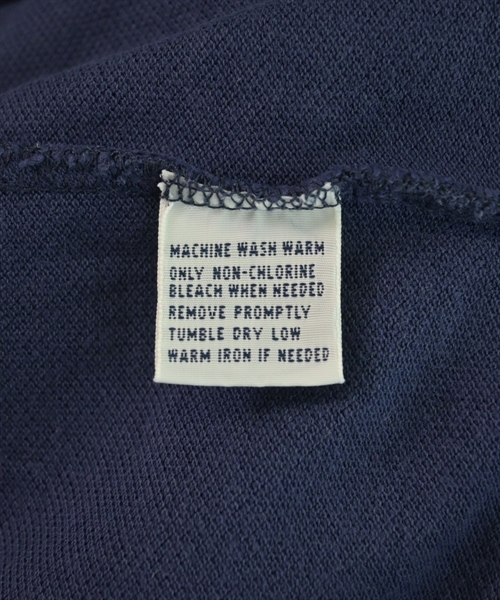 MACHINE WASH WARM
ONLY NON-CHLORINE
BLEACH WHEN NEEDED
REMOVE PROMPTLY
TUMBLE DRY LOW
WARM IRON IF NEEDED